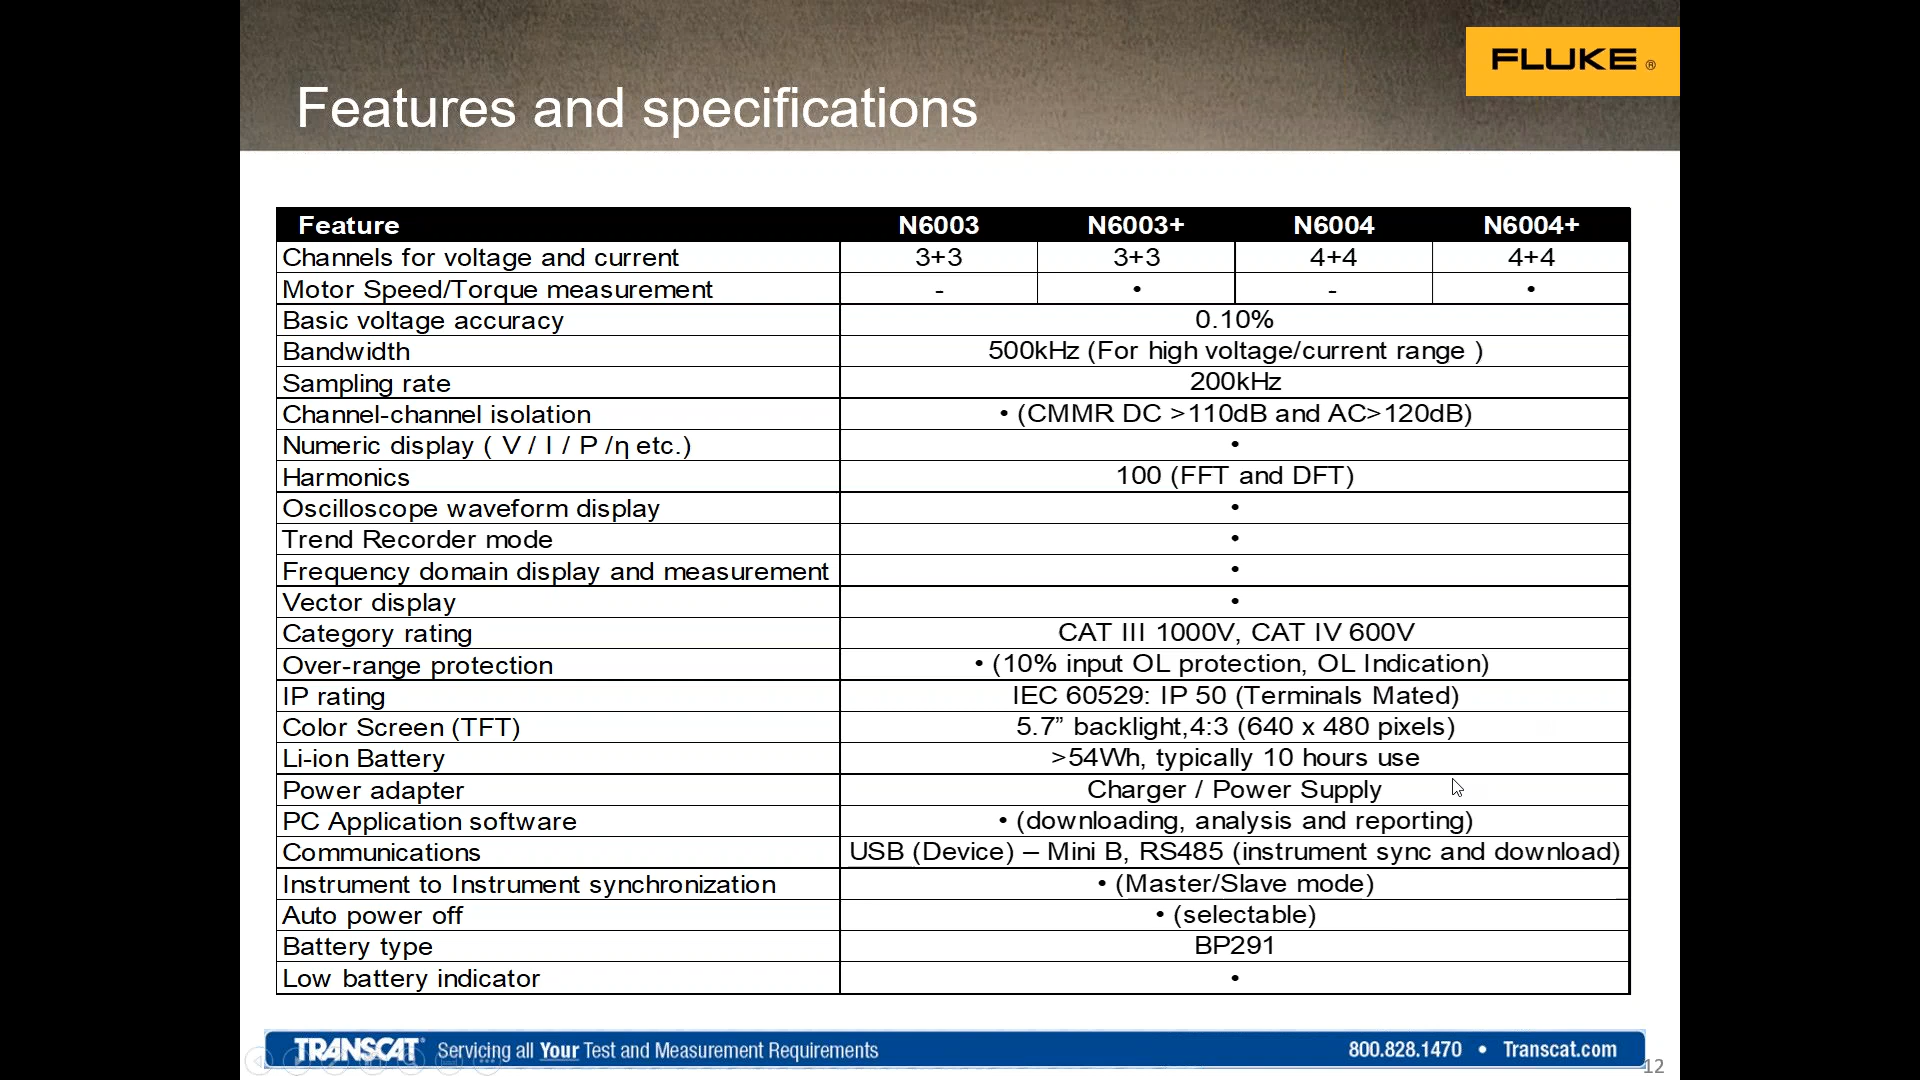 FLUKE ®
Features and specifications
Feature N6003 N6003+ N6004 N6004+
Channels for voltage and current 3+3 3+3 4+4 4+4
Motor Speed/Torque measurement - • - •
Basic voltage accuracy 0.10%
Bandwidth 500kHz (For high voltage/current range )
Sampling rate 200kHz
Channel-channel isolation • (CMMR DC >110dB and AC>120dB)
Numeric display ( V / I / P /η etc.) •
Harmonics 100 (FFT and DFT)
Oscilloscope waveform display •
Trend Recorder mode •
Frequency domain display and measurement •
Vector display •
Category rating CAT III 1000V, CAT IV 600V
Over-range protection • (10% input OL protection, OL Indication)
IP rating IEC 60529: IP 50 (Terminals Mated)
Color Screen (TFT) 5.7” backlight,4:3 (640 x 480 pixels)
Li-ion Battery >54Wh, typically 10 hours use
Power adapter Charger / Power Supply
PC Application software • (downloading, analysis and reporting)
Communications USB (Device) – Mini B, RS485 (instrument sync and download)
Instrument to Instrument synchronization • (Master/Slave mode)
Auto power off • (selectable)
Battery type BP291
Low battery indicator •
TRANSCAT® Servicing all Your Test and Measurement Requirements 800.828.1470 • Transcat.com
12